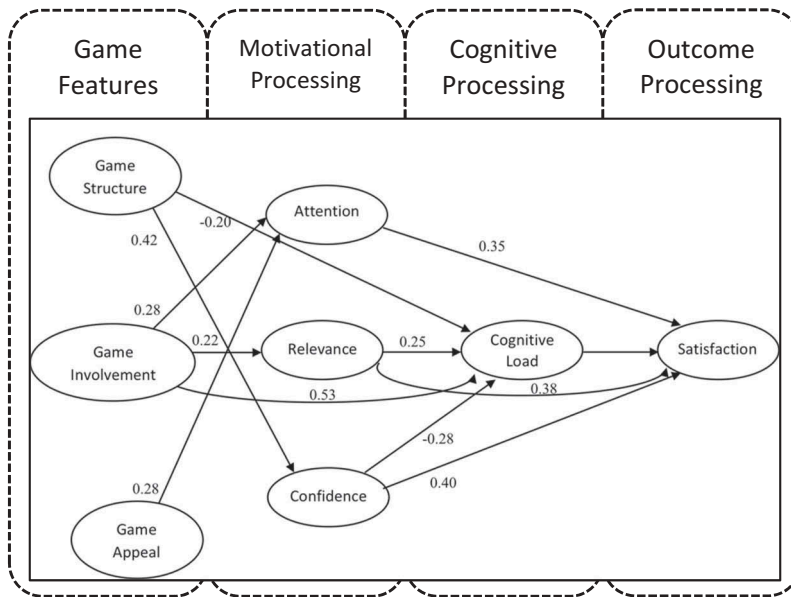 Game
Features
Motivational
Processing
Cognitive
Processing
Outcome
Processing
Game
Structure
Attention
-0.20
0.42
0.35
0.28
0.22
Game
Involvement
Relevance
0.25
Cognitive
Load
Satisfaction
0.53
0.38
-0.28
0.28
Confidence
0.40
Game
Appeal